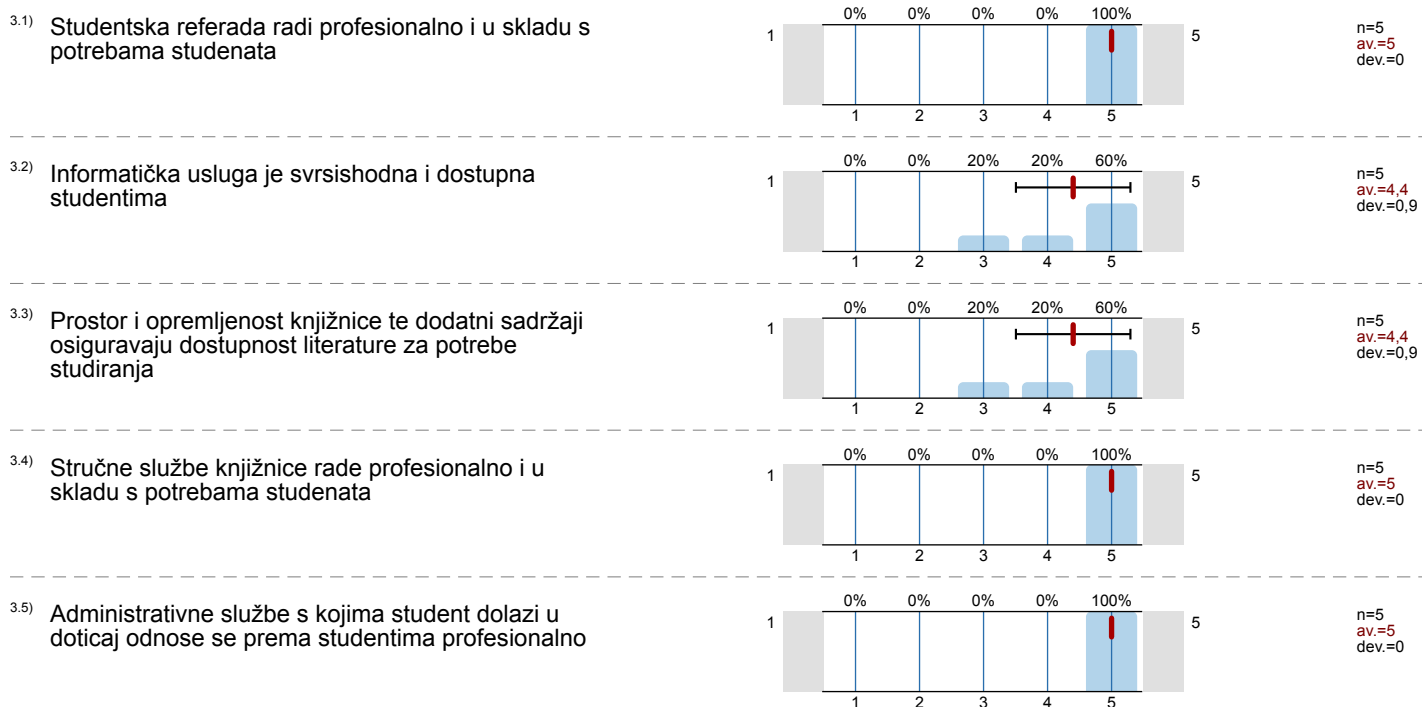 3.1) Studentska referada radi profesionalno i u skladu s
potrebama studenata
0% 0% 0% 0% 100%
1 5
1 2 3 4 5
n=5
av.=5
dev.=0
3.2) Informatička usluga je svrsishodna i dostupna
studentima
0% 0% 20% 20% 60%
1 5
1 2 3 4 5
n=5
av.=4,4
dev.=0,9
3.3) Prostor i opremljenost knjižnice te dodatni sadržaji
osiguravaju dostupnost literature za potrebe
studiranja
0% 0% 20% 20% 60%
1 5
1 2 3 4 5
n=5
av.=4,4
dev.=0,9
3.4) Stručne službe knjižnice rade profesionalno i u
skladu s potrebama studenata
0% 0% 0% 0% 100%
1 5
1 2 3 4 5
n=5
av.=5
dev.=0
3.5) Administrativne službe s kojima student dolazi u
doticaj odnose se prema studentima profesionalno
0% 0% 0% 0% 100%
1 5
1 2 3 4 5
n=5
av.=5
dev.=0